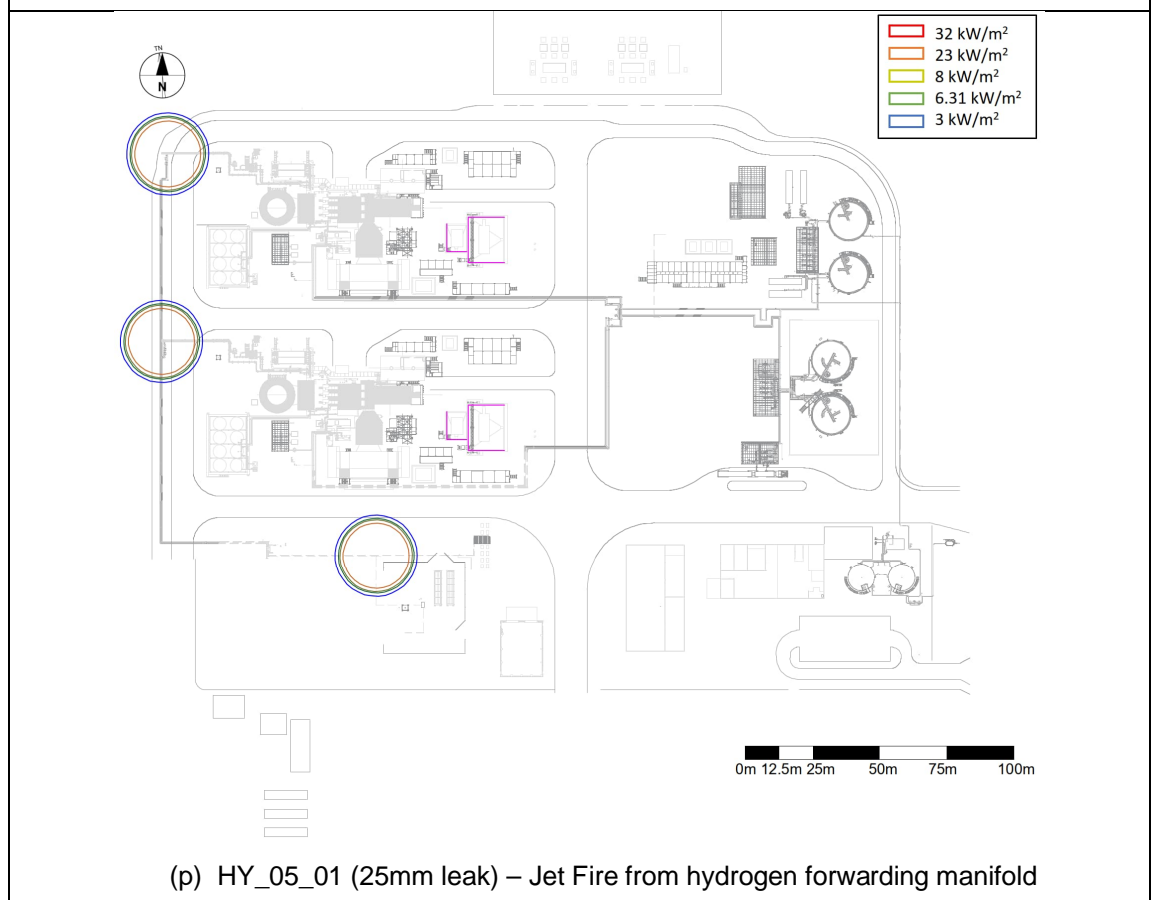 32 kW/m²
23 kW/m²
8 kW/m²
6.31 kW/m²
3 kW/m²
TN
N
0m 12.5m 25m 50m 75m 100m
(p) HY_05_01 (25mm leak) – Jet Fire from hydrogen forwarding manifold